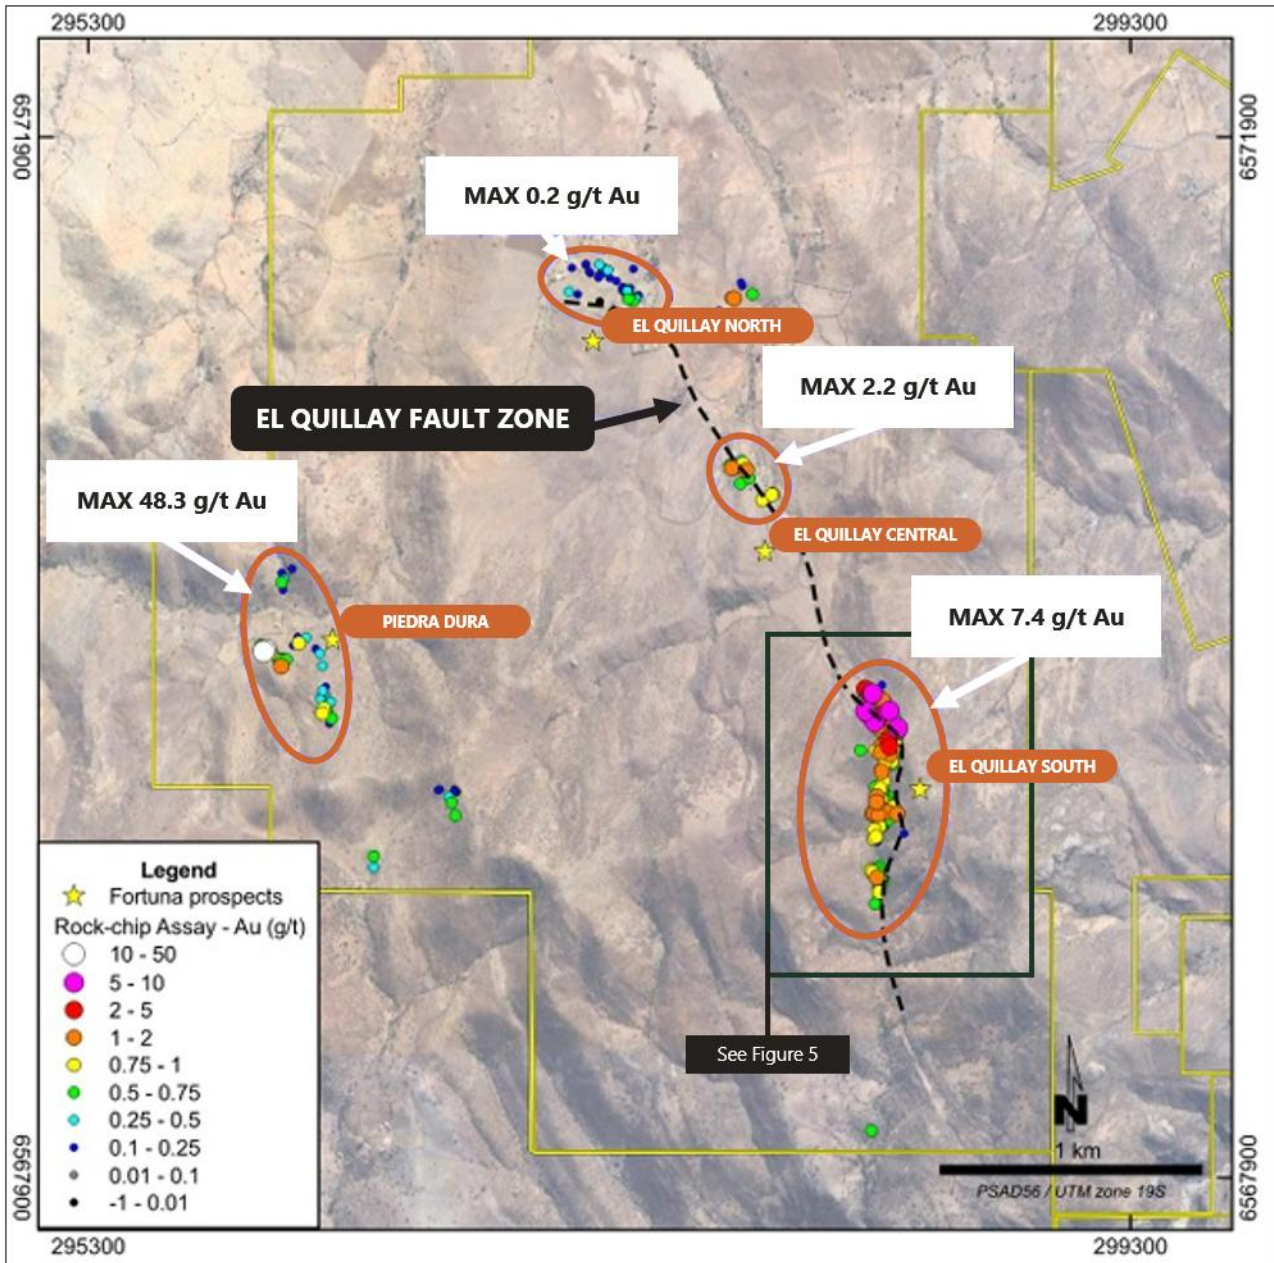 295300
299300
6571900
6571900
MAX 0.2 g/t Au
EL QUILLAY NORTH
MAX 2.2 g/t Au
EL QUILLAY FAULT ZONE
MAX 48.3 g/t Au
EL QUILLAY CENTRAL
MAX 7.4 g/t Au
PIEDRA DURA
EL QUILLAY SOUTH
Legend
Fortuna prospects
Rock-chip Assay - Au (g/t)
10 - 50
5 - 10
2 - 5
1 - 2
0.75 - 1
0.5 - 0.75
0.25 - 0.5
0.1 - 0.25
0.01 - 0.1
-1 - 0.01
See Figure 5
N
1 km
PSAD56 / UTM zone 19S
6567900
6567900
295300
299300